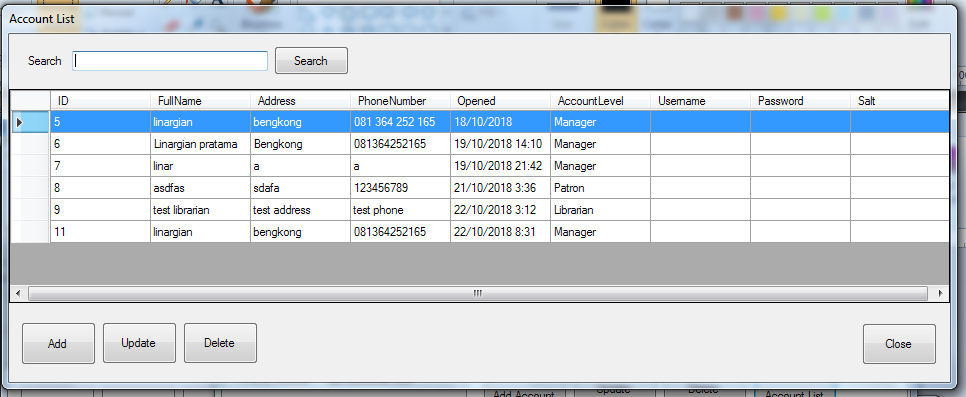 Account List
Search Search
ID FullName Address PhoneNumber Opened AccountLevel Username Password Salt
5 linargian bengkong 081 364 252 165 18/10/2018 Manager
6 Linargian pratama Bengkong 081364252165 19/10/2018 14:10 Manager
7 linar a a 19/10/2018 21:42 Manager
8 asdfas sdafa 123456789 21/10/2018 3:36 Patron
9 test librarian test address test phone 22/10/2018 3:12 Librarian
11 linargian bengkong 081364252165 22/10/2018 8:31 Manager
Add Update Delete Close
Add Account Update Delete Account List